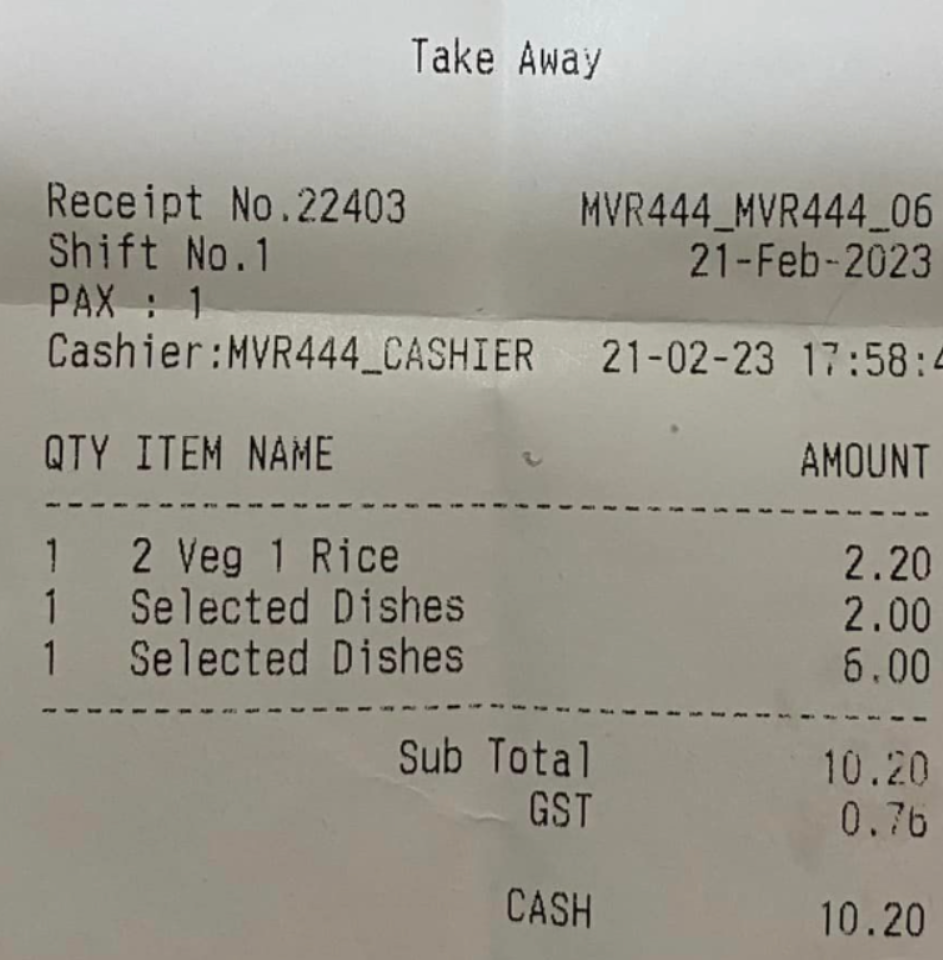 Take Away
Receipt No.22403 MVR444_MVR444_06
Shift No.1 21-Feb-2023
PAX : 1
Cashier:MVR444_CASHIER 21-02-23 17:58:4
QTY ITEM NAME AMOUNT
1 2 Veg 1 Rice 2.20
1 Selected Dishes 2.00
1 Selected Dishes 6.00
Sub Total 10.20
GST 0.76
CASH 10.20